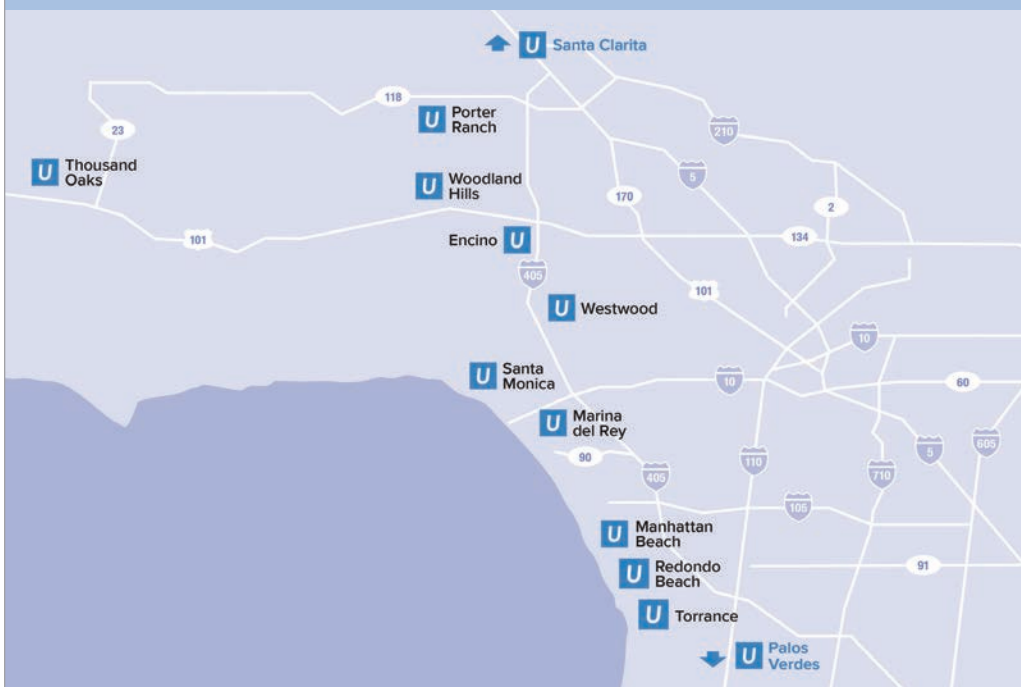 U Santa Clarita
118
U Porter
Ranch
210
23
U Thousand
Oaks
5
U Woodland
Hills
170
2
101
134
Encino U
405
101
U Westwood
10
U Santa
Monica
10
60
U Marina
del Rey
90
110
5
605
405
710
105
U Manhattan
Beach
91
U Redondo
Beach
U Torrance
U Palos
Verdes